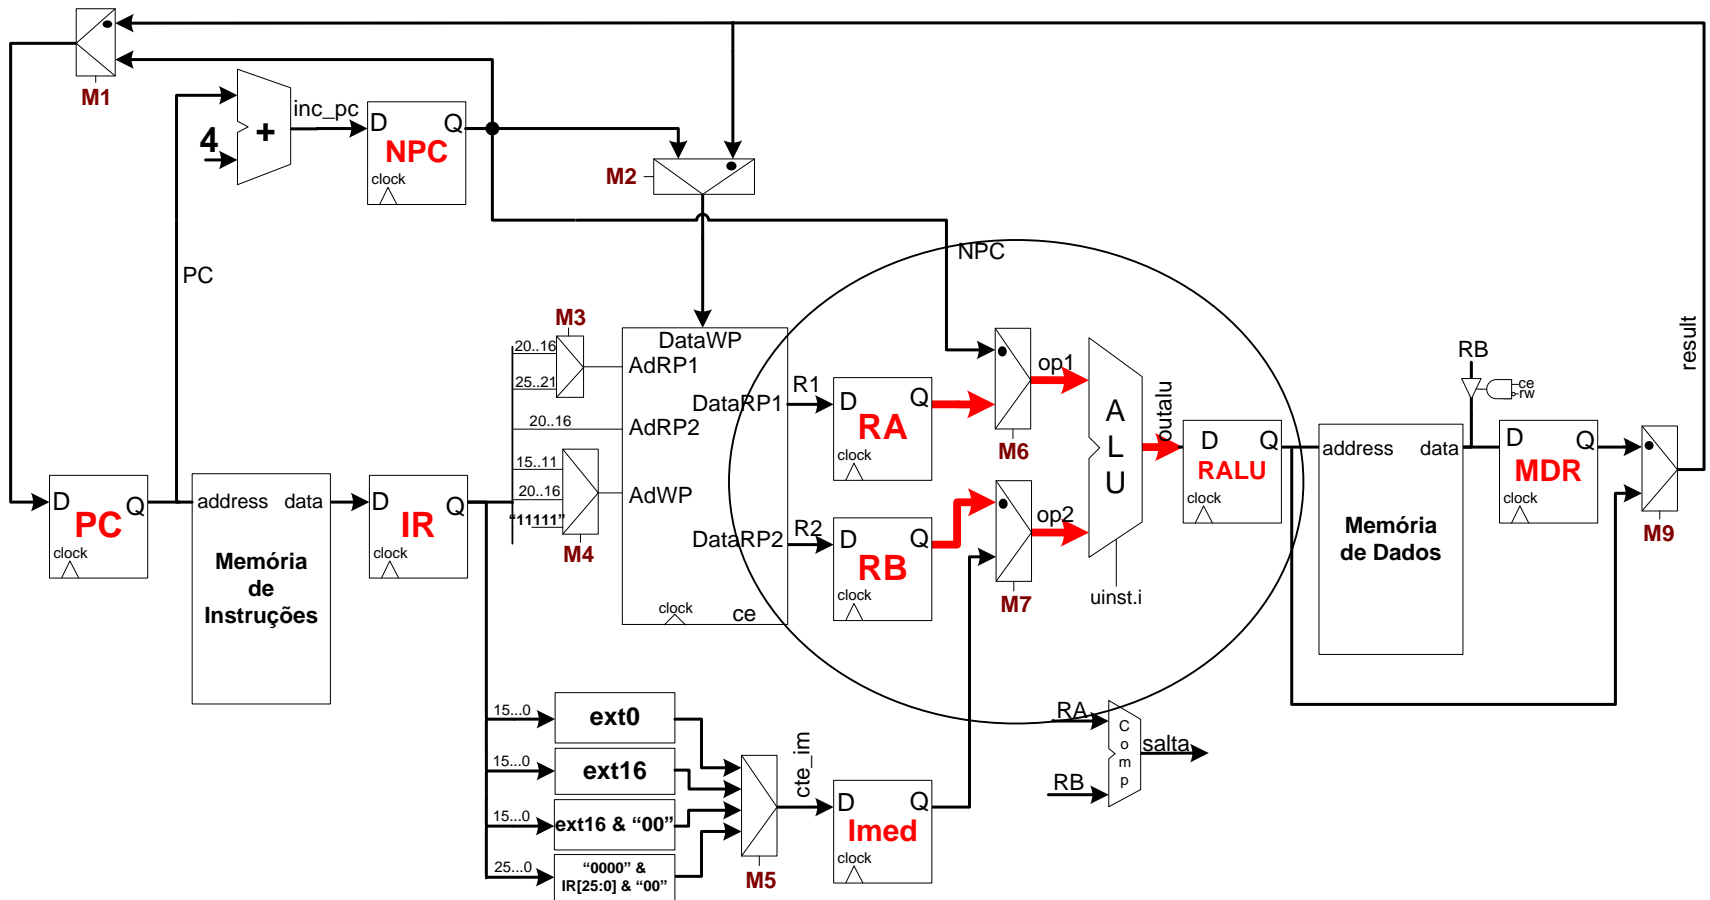 M1
inc_pc
4
+
D
Q
NPC
clock
M2
PC
NPC
M3
20..16
25..21
20..16
15..11
20..16
"11111"
M4
DataWP
AdRP1
DataRP1
AdRP2
AdWP
DataRP2
clock
ce
R1
D
Q
RA
clock
R2
D
Q
RB
clock
M6
op1
M7
op2
A
L
U
uinst.i
outalu
D
Q
RALU
clock
RB
ce
rw
address
data
Memória
de Dados
D
Q
MDR
clock
M9
result
D
Q
PC
clock
address
data
Memória
de
Instruções
D
Q
IR
clock
15...0
ext0
15...0
ext16
15...0
ext16 & “00”
25...0
“0000” &
IR[25:0] & “00”
M5
cte_im
D
Q
Imed
clock
RA
RB
C
o
m
p
salta